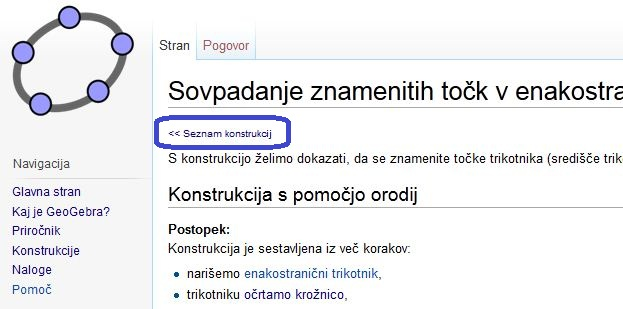 Stran
Pogovor
Sovpadanje znamenitih točk v enakostra
<< Seznam konstrukcij
S konstrukcijo želimo dokazati, da se znamenite točke trikotnika (središče trik
Navigacija
Glavna stran
Kaj je GeoGebra?
Priročnik
Konstrukcije
Naloge
Pomoč
Konstrukcija s pomočjo orodij
Postopek:
Konstrukcija je sestavljena iz več korakov:
narišemo enakostranični trikotnik,
trikotniku očrtamo krožnico,